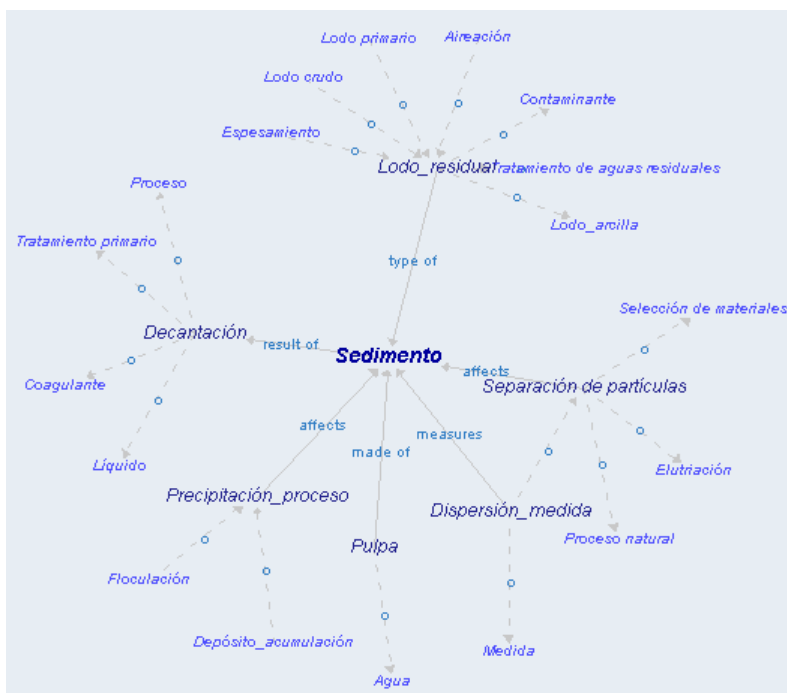 Lodo primario
Aireación
Lodo crudo
Contaminante
Espesamiento
Lodo_residual
Tratamiento de aguas residuales
Proceso
Lodo_arcilla
Tratamiento primario
type of
Selección de materiales
Decantación
result of
Sedimento
affects
Separación de partículas
Coagulante
affects
measures
made of
Líquido
Elutriación
Precipitación_proceso
Dispersión_medida
Proceso natural
Pulpa
Floculación
Depósito_acumulación
Medida
Agua